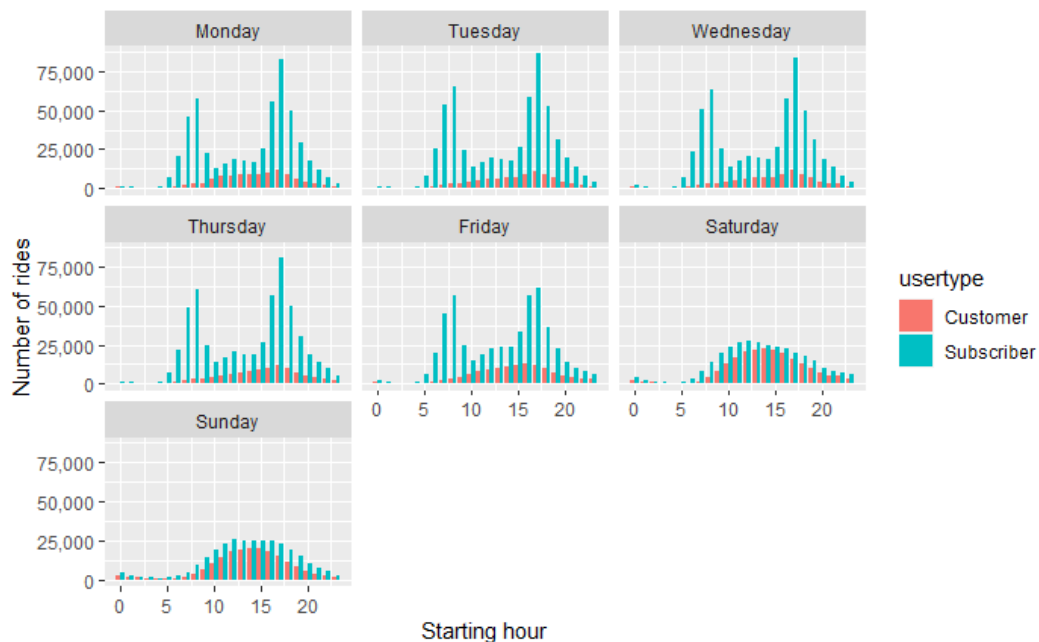 Monday
Tuesday
Wednesday
75,000
50,000
25,000
0
Thursday
Friday
Saturday
75,000
50,000
25,000
0
0 5 10 15 20
0 5 10 15 20
Sunday
75,000
50,000
25,000
0
0 5 10 15 20
Number of rides
Starting hour
usertype
Customer
Subscriber